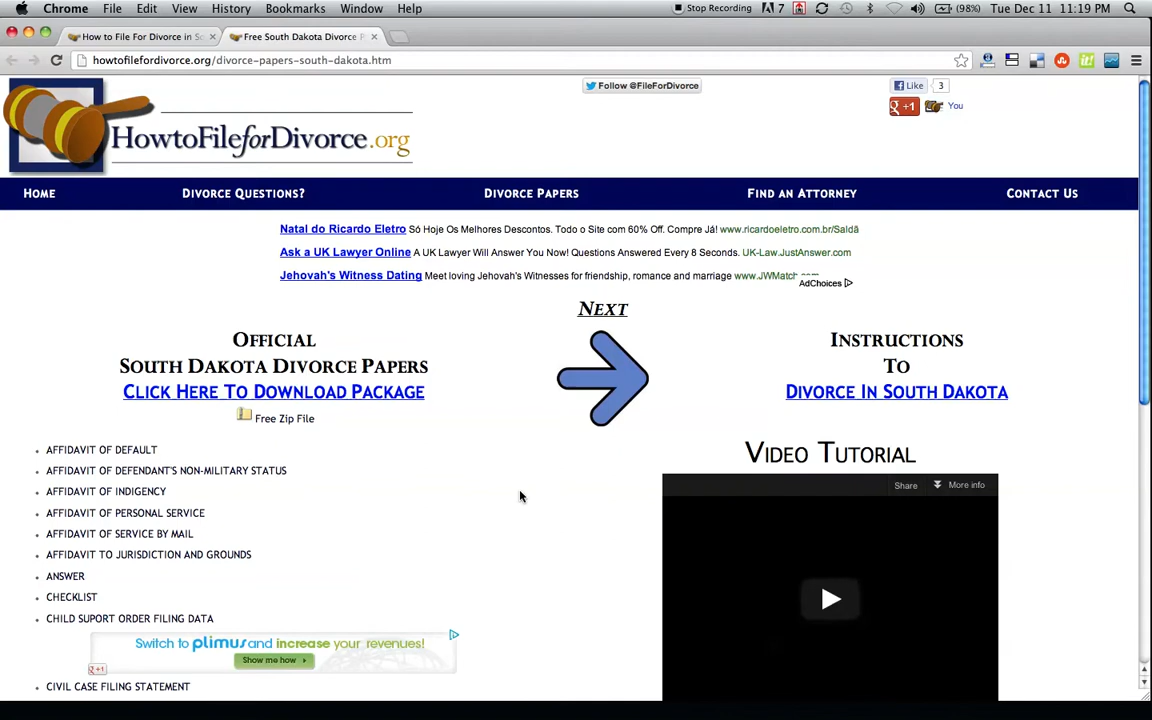 Chrome File Edit View History Bookmarks Window Help Stop Recording 7 (98%) Tue Dec 11 11:19 PM
How to File For Divorce in So × Free South Dakota Divorce P ×
howtofilefordivorce.org/divorce-papers-south-dakota.htm
Follow @FileForDivorce
Like 3
g +1 You
HowtoFileforDivorce.org
HOME DIVORCE QUESTIONS? DIVORCE PAPERS FIND AN ATTORNEY CONTACT US
Natal do Ricardo Eletro Só Hoje Os Melhores Descontos. Todo o Site com 60% Off. Compre Já! www.ricardoeletro.com.br/Saldã
Ask a UK Lawyer Online A UK Lawyer Will Answer You Now! Questions Answered Every 8 Seconds. UK-Law.JustAnswer.com
Jehovah's Witness Dating Meet loving Jehovah's Witnesses for friendship, romance and marriage www.JWMatch.com
AdChoices
NEXT
OFFICIAL
SOUTH DAKOTA DIVORCE PAPERS
CLICK HERE TO DOWNLOAD PACKAGE
Free Zip File
INSTRUCTIONS
TO
DIVORCE IN SOUTH DAKOTA
AFFIDAVIT OF DEFAULT
AFFIDAVIT OF DEFENDANT'S NON-MILITARY STATUS
AFFIDAVIT OF INDIGENCY
AFFIDAVIT OF PERSONAL SERVICE
AFFIDAVIT OF SERVICE BY MAIL
AFFIDAVIT TO JURISDICTION AND GROUNDS
ANSWER
CHECKLIST
CHILD SUPORT ORDER FILING DATA
Switch to plimus and increase your revenues!
Show me how
g +1
CIVIL CASE FILING STATEMENT
VIDEO TUTORIAL
Share More info